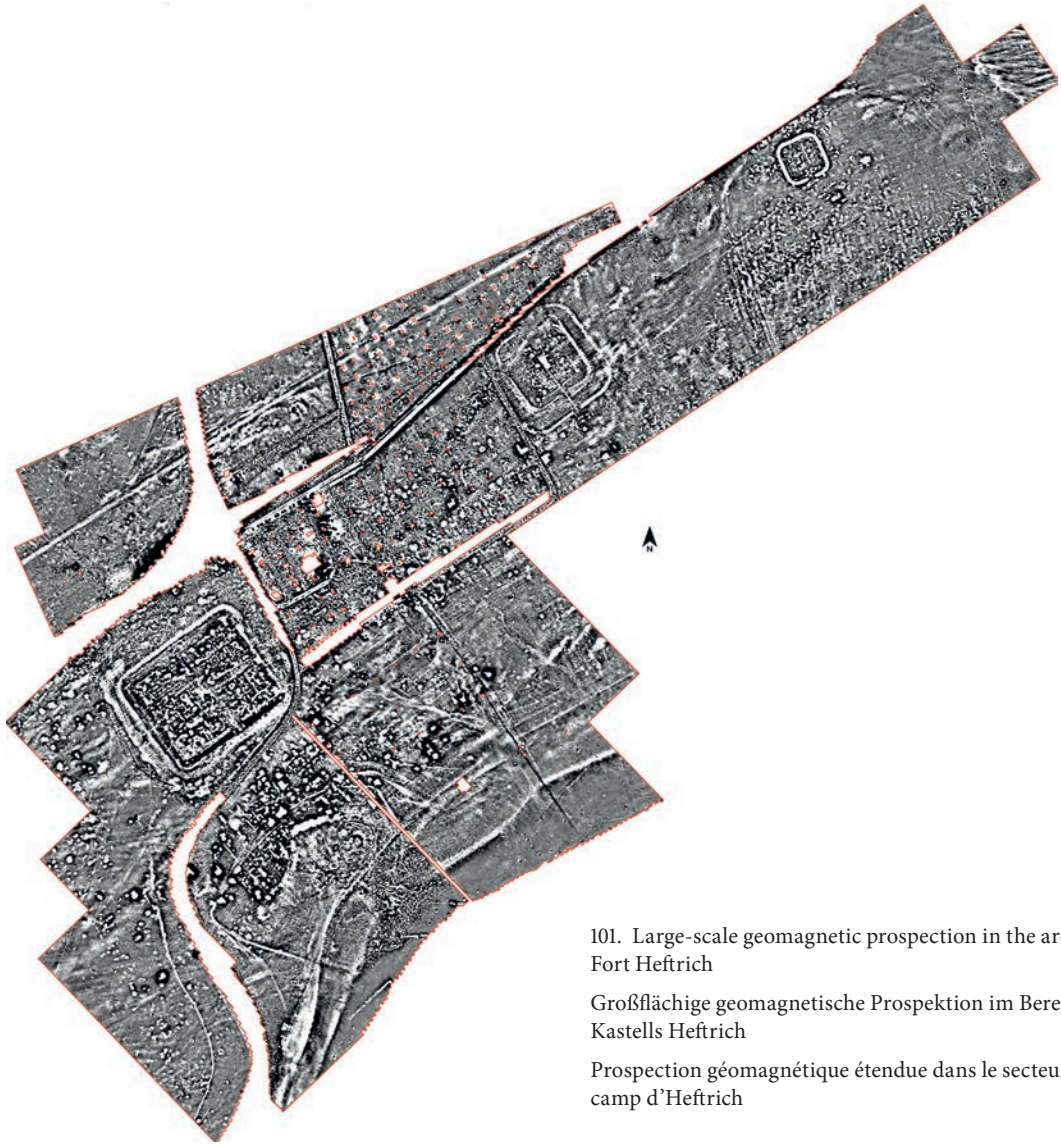 N
101. Large-scale geomagnetic prospection in the ar
Fort Heftrich
Großflächige geomagnetische Prospektion im Bere
Kastells Heftrich
Prospection géomagnétique étendue dans le secteu
camp d’Heftrich